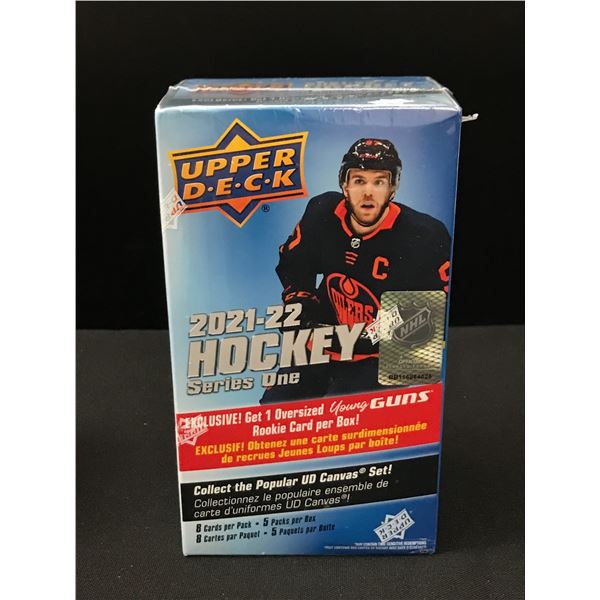 UPPER
D·E·C·K
®
C
OILERS
2021-22
HOCKEY
Series One
NHL
EXCLUSIVE! Get 1 Oversized Young GUNS®
Rookie Card per Box!
EXCLUSIF! Obtenez une carte surdimensionnée
de recrues Jeunes Loups par boîte!
Collect the Popular UD Canvas® Set!
Collectionnez le populaire ensemble de
carte d'uniformes UD Canvas®!
8 Cards per Pack - 5 Packs per Box
8 Cartes par Paquet - 5 Paquets par Boîte
UPPER
DECK